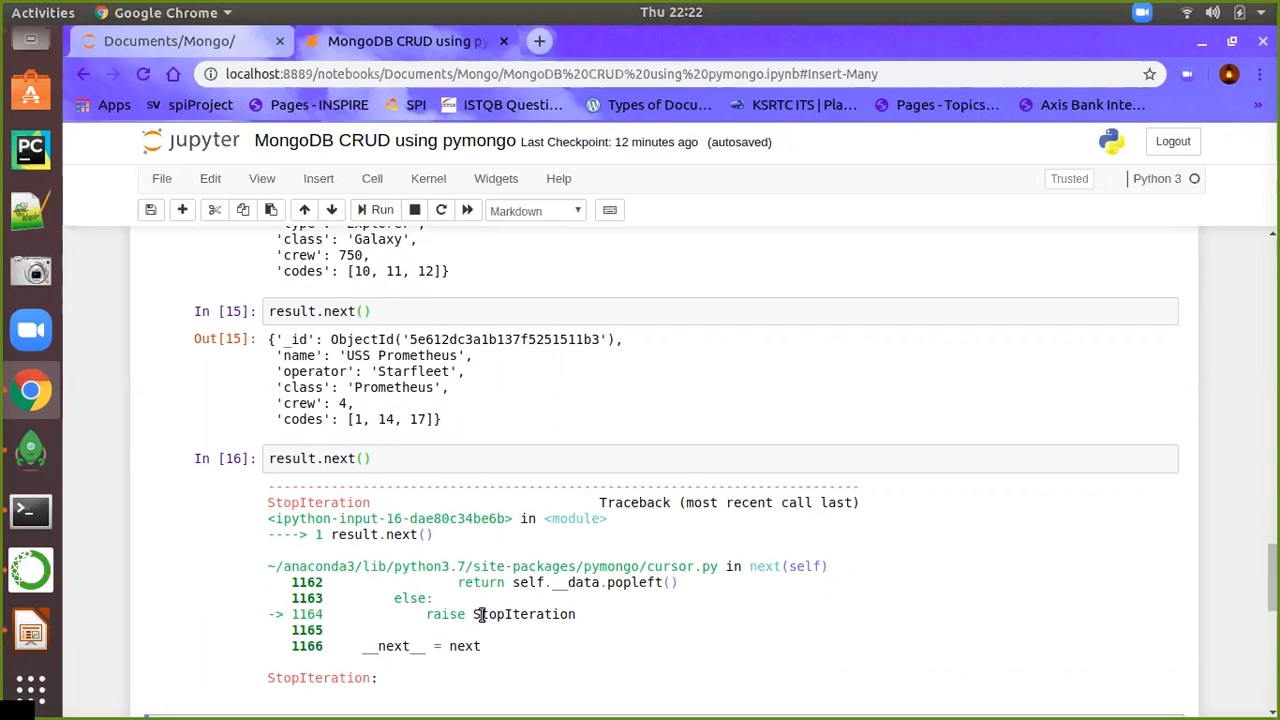 Activities Google Chrome Thu 22:22
Documents/Mongo/ MongoDB CRUD using py
localhost:8889/notebooks/Documents/Mongo/MongoDB%20CRUD%20using%20pymongo.ipynb#Insert-Many
Apps SV spiProject Pages - INSPIRE SPI ISTQB Questi... Types of Docu... KSRTC ITS | Pla... Pages - Topics... Axis Bank Inte... »
jupyter MongoDB CRUD using pymongo Last Checkpoint: 12 minutes ago (autosaved) Logout
File Edit View Insert Cell Kernel Widgets Help Trusted Python 3
Run Markdown
'class': 'Galaxy',
'crew': 750,
'codes': [10, 11, 12]}
In [15]: result.next()
Out[15]: {'_id': ObjectId('5e612dc3a1b137f5251511b3'),
'name': 'USS Prometheus',
'operator': 'Starfleet',
'class': 'Prometheus',
'crew': 4,
'codes': [1, 14, 17]}
In [16]: result.next()
---------------------------------------------------------------------------
StopIteration Traceback (most recent call last)
<ipython-input-16-dae80c34be6b> in <module>
----> 1 result.next()
~/anaconda3/lib/python3.7/site-packages/pymongo/cursor.py in next(self)
1162 return self.__data.popleft()
1163 else:
-> 1164 raise StopIteration
1165
1166 __next__ = next
StopIteration: